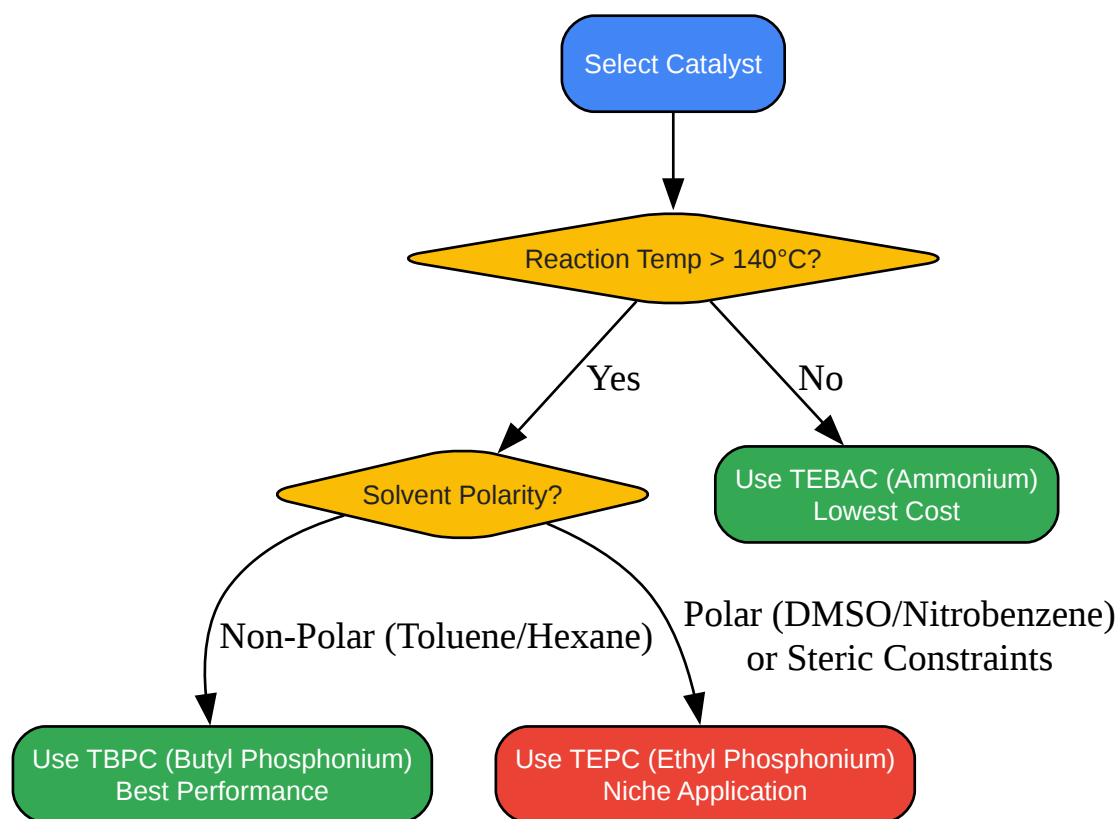 Select Catalyst
Reaction Temp > 140°C?
Yes
No
Solvent Polarity?
Use TEBAC (Ammonium)
Lowest Cost
Non-Polar (Toluene/Hexane)
Polar (DMSO/Nitrobenzene)
or Steric Constraints
Use TBPC (Butyl Phosphonium)
Best Performance
Use TEPC (Ethyl Phosphonium)
Niche Application